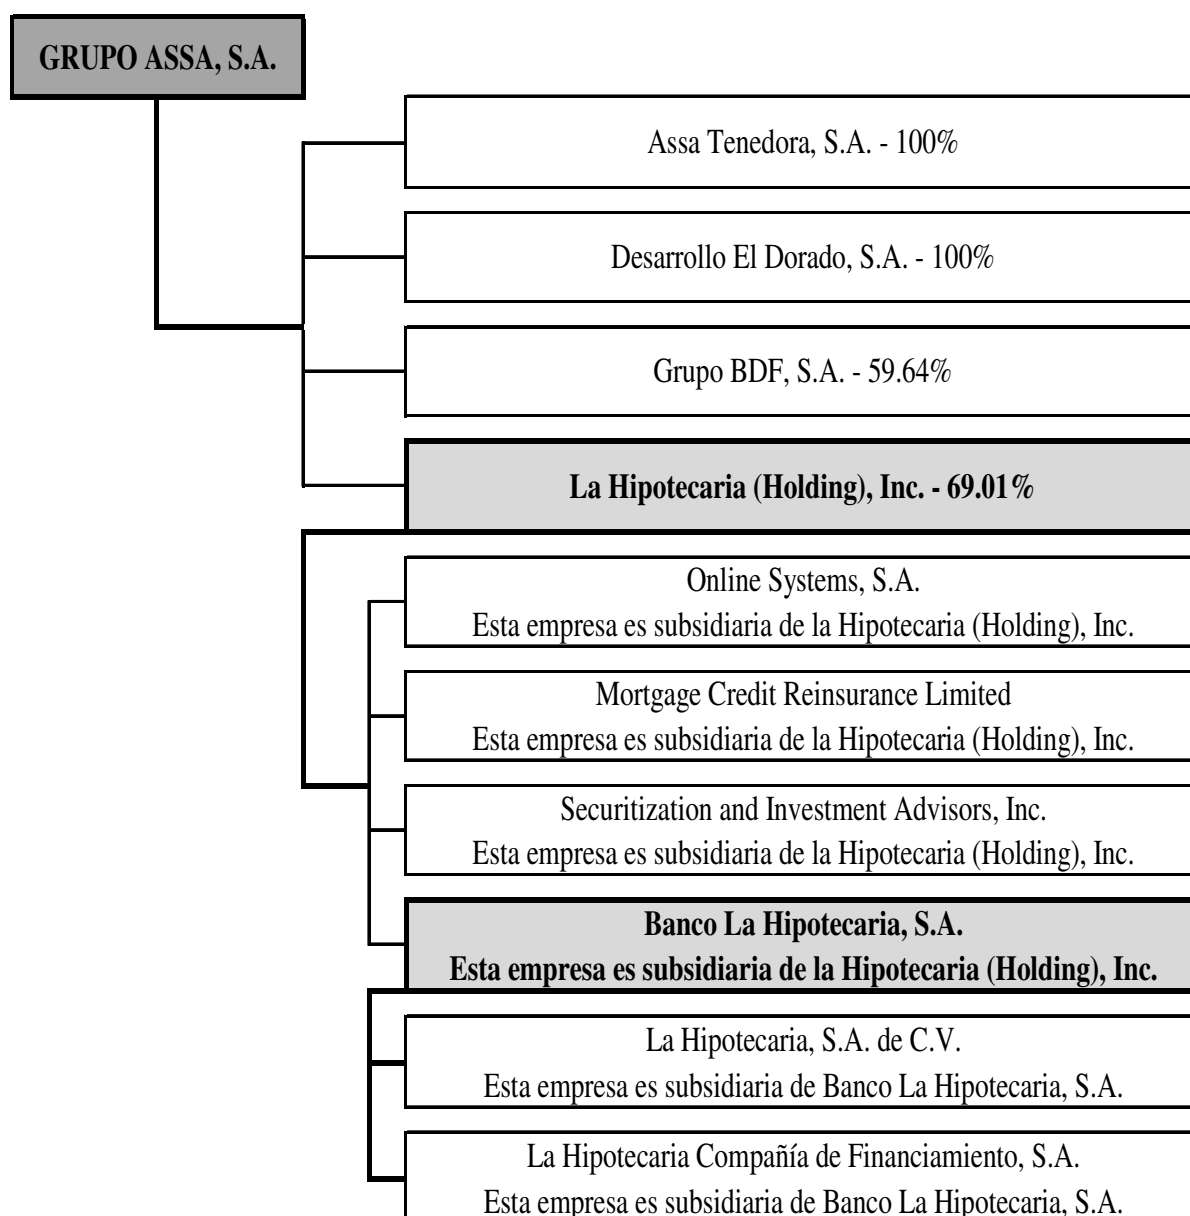 GRUPO ASSA, S.A.
Assa Tenedora, S.A. - 100%
Desarrollo El Dorado, S.A. - 100%
Grupo BDF, S.A. - 59.64%
La Hipotecaria (Holding), Inc. - 69.01%
Online Systems, S.A.
Esta empresa es subsidiaria de la Hipotecaria (Holding), Inc.
Mortgage Credit Reinsurance Limited
Esta empresa es subsidiaria de la Hipotecaria (Holding), Inc.
Securitization and Investment Advisors, Inc.
Esta empresa es subsidiaria de la Hipotecaria (Holding), Inc.
Banco La Hipotecaria, S.A.
Esta empresa es subsidiaria de la Hipotecaria (Holding), Inc.
La Hipotecaria, S.A. de C.V.
Esta empresa es subsidiaria de Banco La Hipotecaria, S.A.
La Hipotecaria Compañía de Financiamiento, S.A.
Esta empresa es subsidiaria de Banco La Hipotecaria, S.A.